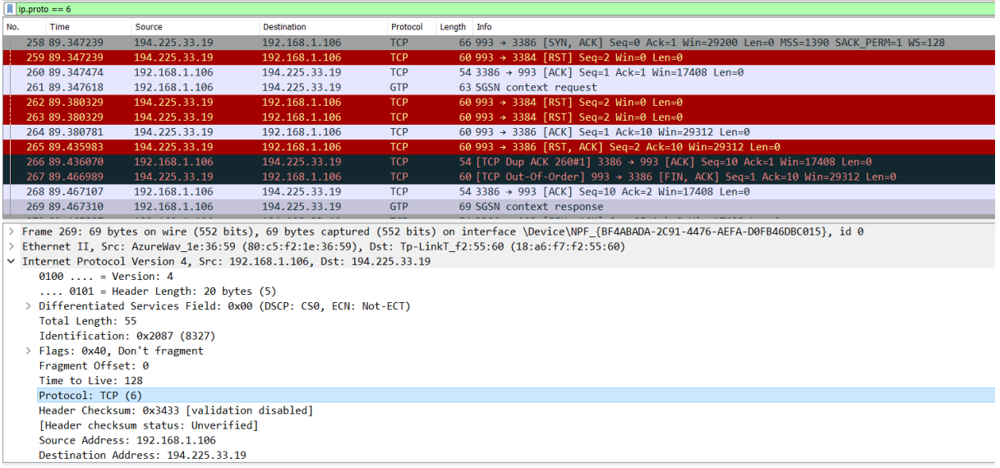 ip.proto == 6
No. Time Source Destination Protocol Length Info
258 89.347239 194.225.33.19 192.168.1.106 TCP 66 993 → 3386 [SYN, ACK] Seq=0 Ack=1 Win=29200 Len=0 MSS=1390 SACK_PERM=1 WS=128
259 89.347239 194.225.33.19 192.168.1.106 TCP 60 993 → 3384 [RST] Seq=2 Win=0 Len=0
260 89.347474 192.168.1.106 194.225.33.19 TCP 54 3386 → 993 [ACK] Seq=1 Ack=1 Win=17408 Len=0
261 89.347618 192.168.1.106 194.225.33.19 GTP 63 SGSN context request
262 89.380329 194.225.33.19 192.168.1.106 TCP 60 993 → 3384 [RST] Seq=2 Win=0 Len=0
263 89.380329 194.225.33.19 192.168.1.106 TCP 60 993 → 3384 [RST] Seq=2 Win=0 Len=0
264 89.380781 194.225.33.19 192.168.1.106 TCP 60 993 → 3386 [ACK] Seq=1 Ack=10 Win=29312 Len=0
265 89.435983 194.225.33.19 192.168.1.106 TCP 60 993 → 3386 [RST, ACK] Seq=2 Ack=10 Win=29312 Len=0
266 89.436070 192.168.1.106 194.225.33.19 TCP 54 [TCP Dup ACK 260#1] 3386 → 993 [ACK] Seq=10 Ack=1 Win=17408 Len=0
267 89.466989 194.225.33.19 192.168.1.106 TCP 60 [TCP Out-Of-Order] 993 → 3386 [FIN, ACK] Seq=1 Ack=10 Win=29312 Len=0
268 89.467107 192.168.1.106 194.225.33.19 TCP 54 3386 → 993 [ACK] Seq=10 Ack=2 Win=17408 Len=0
269 89.467310 192.168.1.106 194.225.33.19 GTP 69 SGSN context response
Frame 269: 69 bytes on wire (552 bits), 69 bytes captured (552 bits) on interface \Device\NPF_{BF4ABADA-2C91-4476-AEFA-D0FB46DBC015}, id 0
Ethernet II, Src: AzureWav_1e:36:59 (80:c5:f2:1e:36:59), Dst: Tp-LinkT_f2:55:60 (18:a6:f7:f2:55:60)
Internet Protocol Version 4, Src: 192.168.1.106, Dst: 194.225.33.19
0100 .... = Version: 4
.... 0101 = Header Length: 20 bytes (5)
Differentiated Services Field: 0x00 (DSCP: CS0, ECN: Not-ECT)
Total Length: 55
Identification: 0x2087 (8327)
Flags: 0x40, Don't fragment
Fragment Offset: 0
Time to Live: 128
Protocol: TCP (6)
Header Checksum: 0x3433 [validation disabled]
[Header checksum status: Unverified]
Source Address: 192.168.1.106
Destination Address: 194.225.33.19